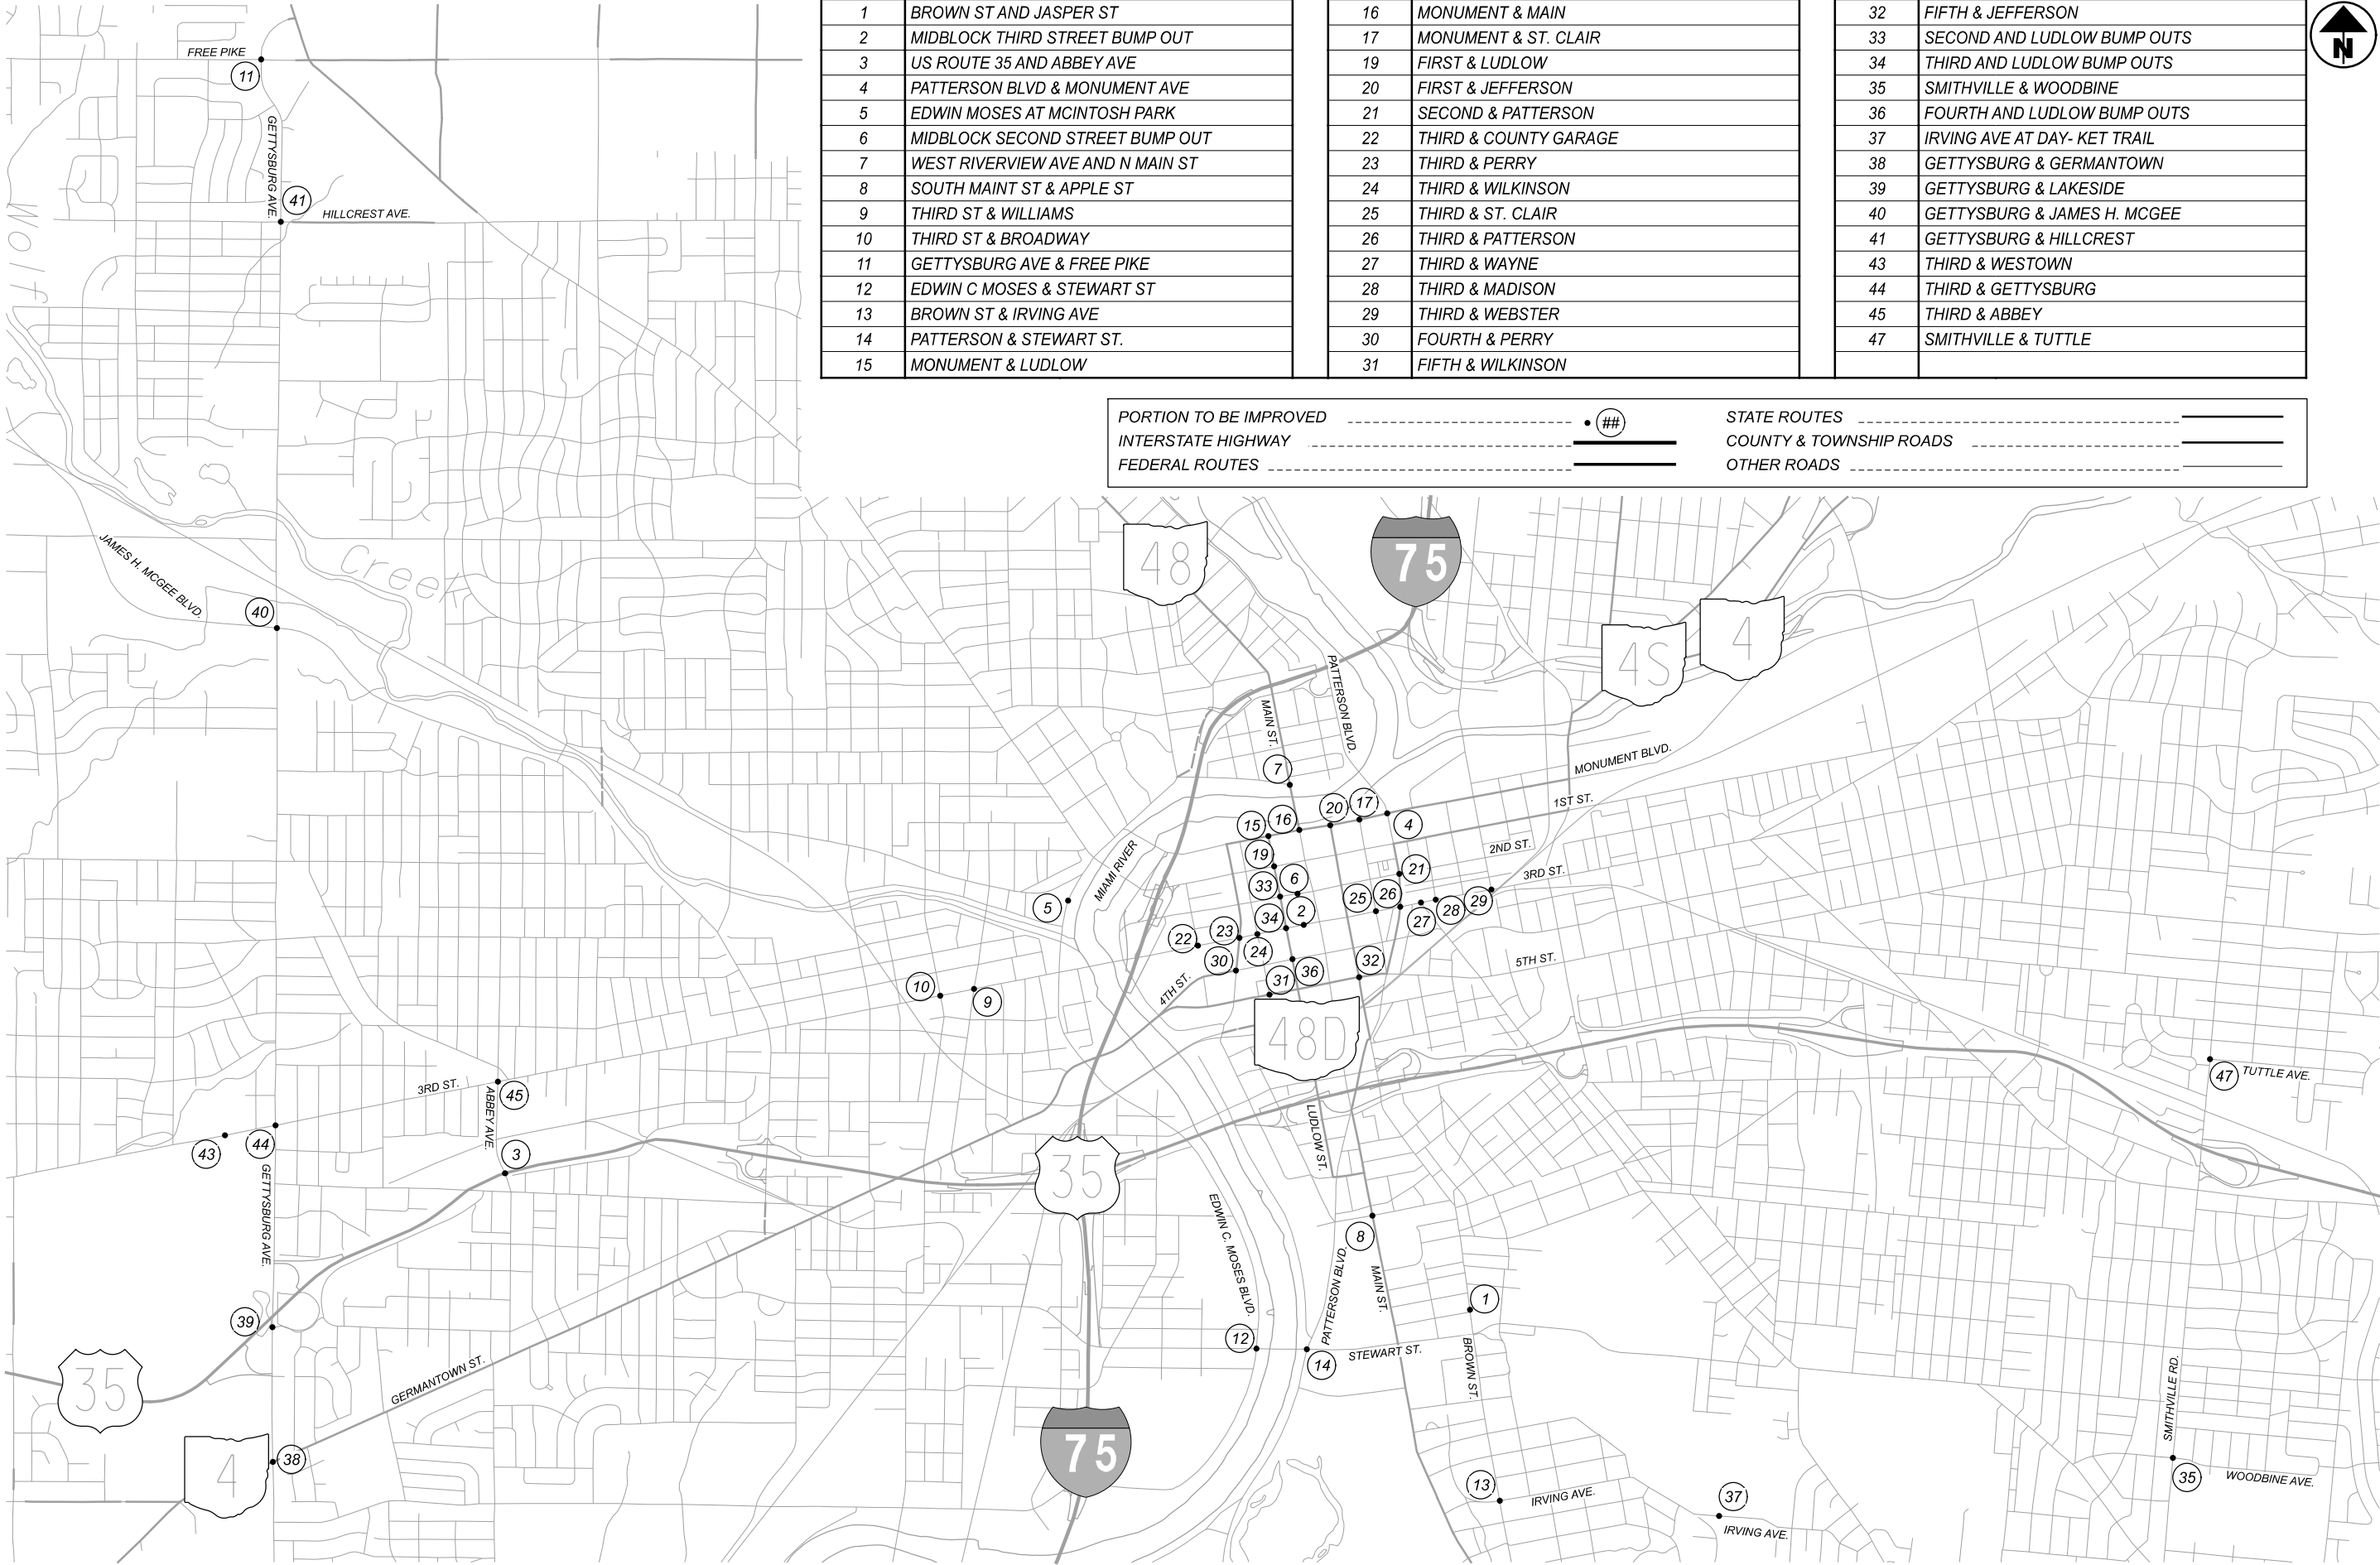 1 BROWN ST AND JASPER ST
2 MIDBLOCK THIRD STREET BUMP OUT
3 US ROUTE 35 AND ABBEY AVE
4 PATTERSON BLVD & MONUMENT AVE
5 EDWIN MOSES AT MCINTOSH PARK
6 MIDBLOCK SECOND STREET BUMP OUT
7 WEST RIVERVIEW AVE AND N MAIN ST
8 SOUTH MAINT ST & APPLE ST
9 THIRD ST & WILLIAMS
10 THIRD ST & BROADWAY
11 GETTYSBURG AVE & FREE PIKE
12 EDWIN C MOSES & STEWART ST
13 BROWN ST & IRVING AVE
14 PATTERSON & STEWART ST.
15 MONUMENT & LUDLOW
16 MONUMENT & MAIN
17 MONUMENT & ST. CLAIR
19 FIRST & LUDLOW
20 FIRST & JEFFERSON
21 SECOND & PATTERSON
22 THIRD & COUNTY GARAGE
23 THIRD & PERRY
24 THIRD & WILKINSON
25 THIRD & ST. CLAIR
26 THIRD & PATTERSON
27 THIRD & WAYNE
28 THIRD & MADISON
29 THIRD & WEBSTER
30 FOURTH & PERRY
31 FIFTH & WILKINSON
32 FIFTH & JEFFERSON
33 SECOND AND LUDLOW BUMP OUTS
34 THIRD AND LUDLOW BUMP OUTS
35 SMITHVILLE & WOODBINE
36 FOURTH AND LUDLOW BUMP OUTS
37 IRVING AVE AT DAY- KET TRAIL
38 GETTYSBURG & GERMANTOWN
39 GETTYSBURG & LAKESIDE
40 GETTYSBURG & JAMES H. MCGEE
41 GETTYSBURG & HILLCREST
43 THIRD & WESTOWN
44 THIRD & GETTYSBURG
45 THIRD & ABBEY
47 SMITHVILLE & TUTTLE
N
PORTION TO BE IMPROVED ##
INTERSTATE HIGHWAY
FEDERAL ROUTES
STATE ROUTES
COUNTY & TOWNSHIP ROADS
OTHER ROADS
FREE PIKE
11
GETTYSBURG AVE.
41
HILLCREST AVE.
Creek
JAMES H. MCGEE BLVD.
40
48
75
4S
4
PATTERSON BLVD.
MAIN ST.
7
MONUMENT BLVD.
1ST ST.
2ND ST.
3RD ST.
5TH ST.
4TH ST.
MIAMI RIVER
15
16
20
17
4
19
21
6
33
25
26
5
2
34
29
28
27
22
23
24
30
31
36
32
10
9
48D
3RD ST.
45
ABBEY AVE.
43
44
3
GETTYSBURG AVE.
47
TUTTLE AVE.
LUDLOW ST.
35
EDWIN C. MOSES BLVD.
8
PATTERSON BLVD.
MAIN ST.
1
39
12
14
STEWART ST.
BROWN ST.
35
GERMANTOWN ST.
4
38
75
SMITHVILLE RD.
35
WOODBINE AVE.
13
IRVING AVE.
37
IRVING AVE.